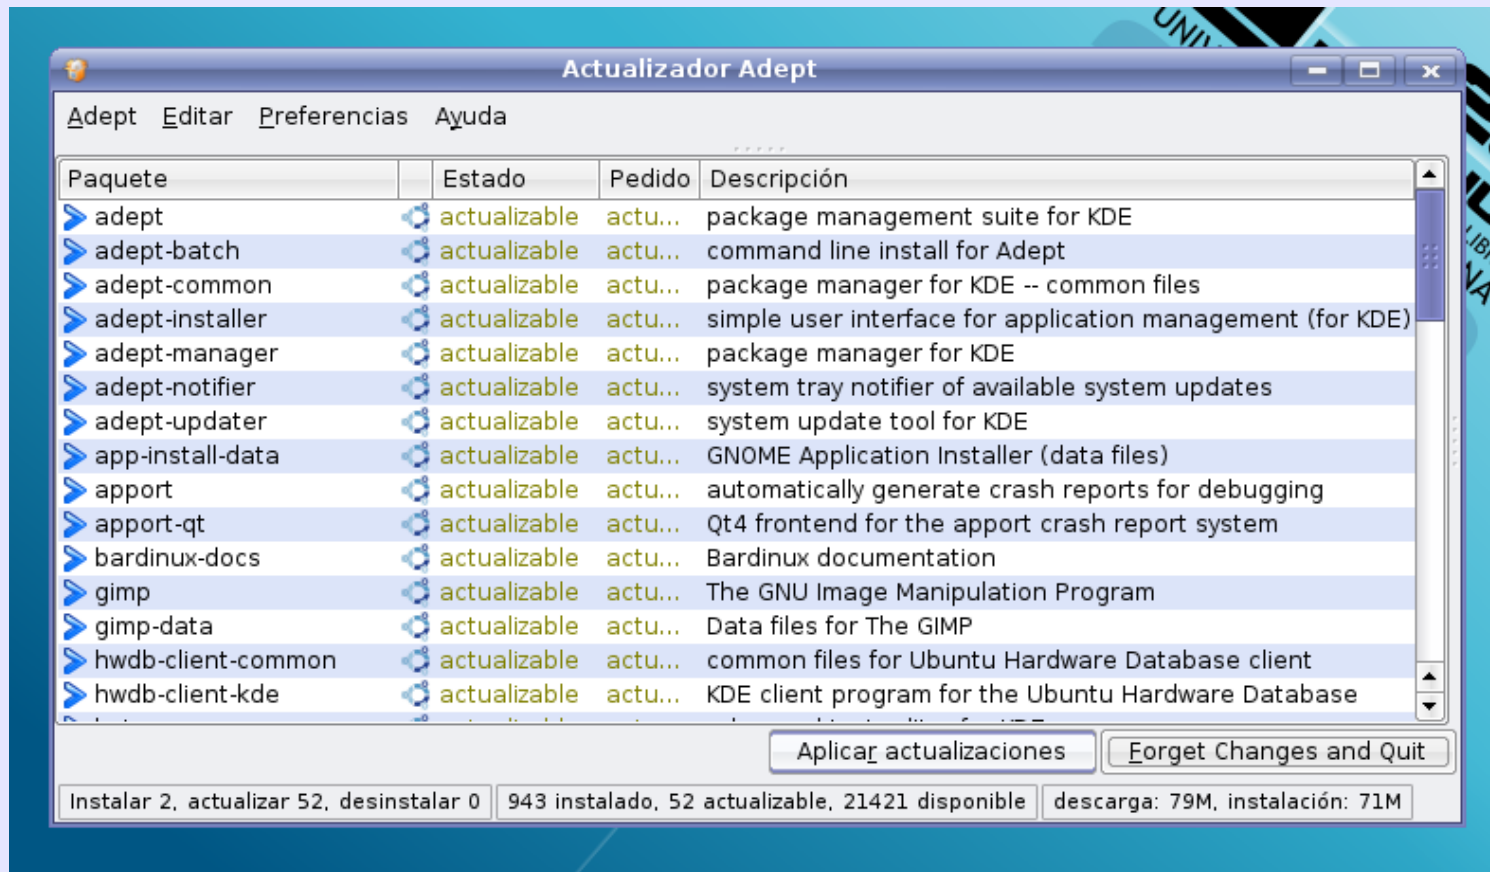 UNIV
Actualizador Adept
Adept Editar Preferencias Ayuda
Paquete Estado Pedido Descripción
adept actualizable actu... package management suite for KDE
adept-batch actualizable actu... command line install for Adept
adept-common actualizable actu... package manager for KDE -- common files
adept-installer actualizable actu... simple user interface for application management (for KDE)
adept-manager actualizable actu... package manager for KDE
adept-notifier actualizable actu... system tray notifier of available system updates
adept-updater actualizable actu... system update tool for KDE
app-install-data actualizable actu... GNOME Application Installer (data files)
apport actualizable actu... automatically generate crash reports for debugging
apport-qt actualizable actu... Qt4 frontend for the apport crash report system
bardinux-docs actualizable actu... Bardinux documentation
gimp actualizable actu... The GNU Image Manipulation Program
gimp-data actualizable actu... Data files for The GIMP
hwdb-client-common actualizable actu... common files for Ubuntu Hardware Database client
hwdb-client-kde actualizable actu... KDE client program for the Ubuntu Hardware Database
Aplicar actualizaciones Forget Changes and Quit
Instalar 2, actualizar 52, desinstalar 0 943 instalado, 52 actualizable, 21421 disponible descarga: 79M, instalación: 71M